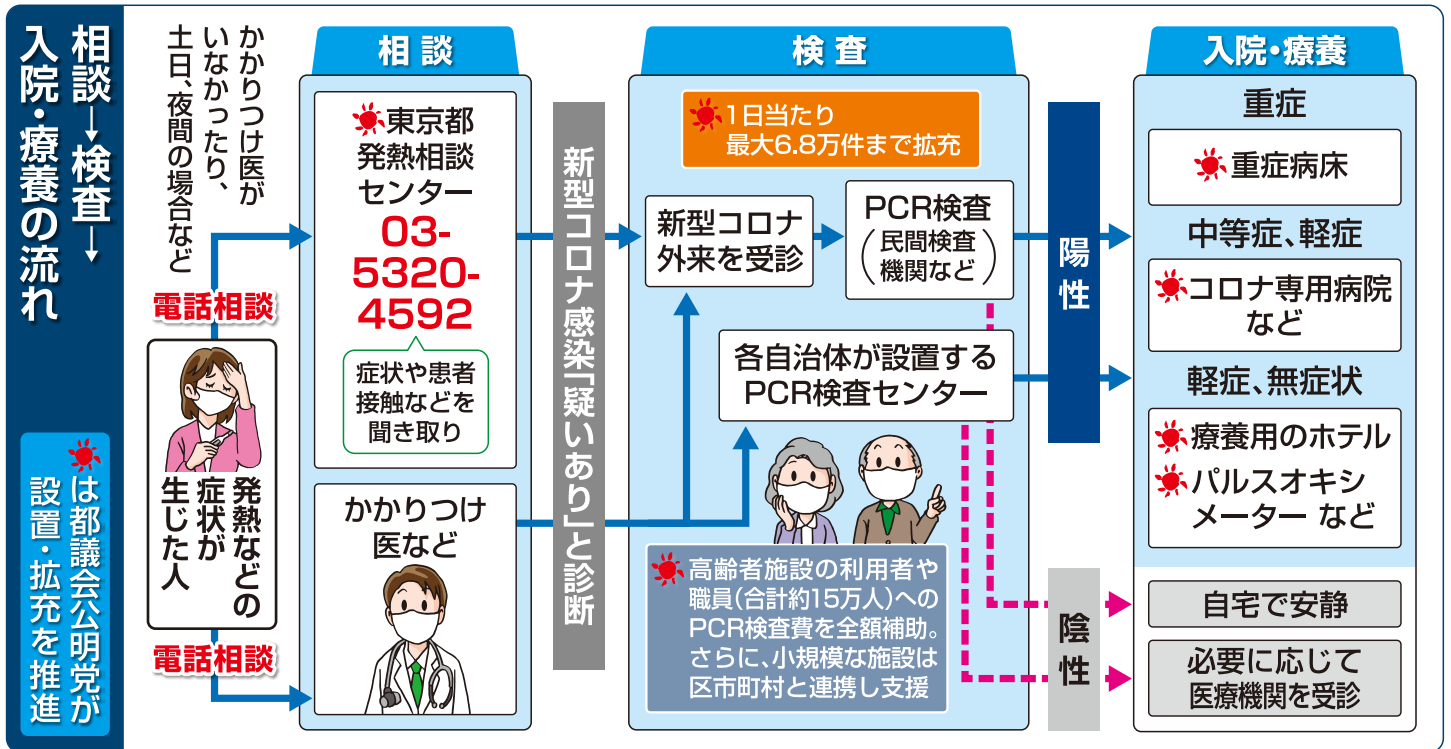 相談→検査→
入院・療養の流れ
は都議会公明党が
設置・拡充を推進
かかりつけ医が
いなかったり、
土日、夜間の場合など
電話相談
発熱などの
症状が
生じた人
電話相談
相談
東京都
発熱相談
センター
03-
5320-
4592
症状や患者
接触などを
聞き取り
かかりつけ
医など
新型コロナ感染「疑いあり」と診断
検査
1日当たり
最大6.8万件まで拡充
新型コロナ
外来を受診
PCR検査
(民間検査
機関など)
各自治体が設置する
PCR検査センター
高齢者施設の利用者や
職員(合計約15万人)への
PCR検査費を全額補助。
さらに、小規模な施設は
区市町村と連携し支援
陽性
陰性
入院・療養
重症
重症病床
中等症、軽症
コロナ専用病院
など
軽症、無症状
療養用のホテル
パルスオキシ
メーター など
自宅で安静
必要に応じて
医療機関を受診